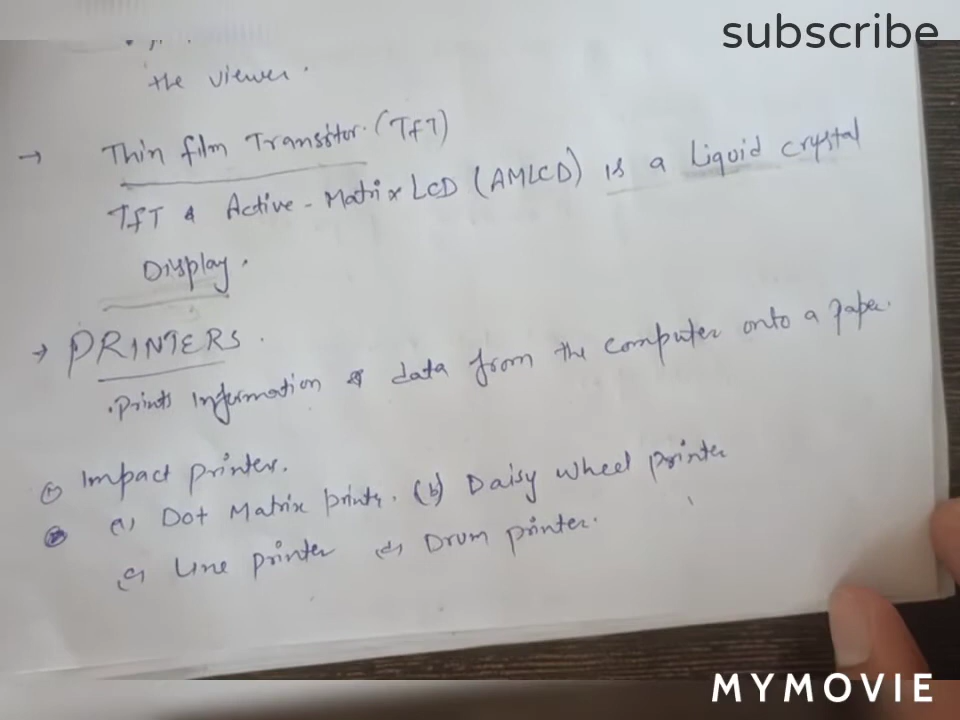 subscribe
the viewer.
→ Thin film Transistor. (TFT)
TFT & Active-Matrix LCD (AMLCD) is a Liquid crystal
Display.
→ PRINTERS.
. Prints Information & data from the computer onto a paper.
① Impact printer.
(a) Dot Matrix printer. (b) Daisy wheel printer
(c) Line printer (d) Drum printer.
MYMOVIE